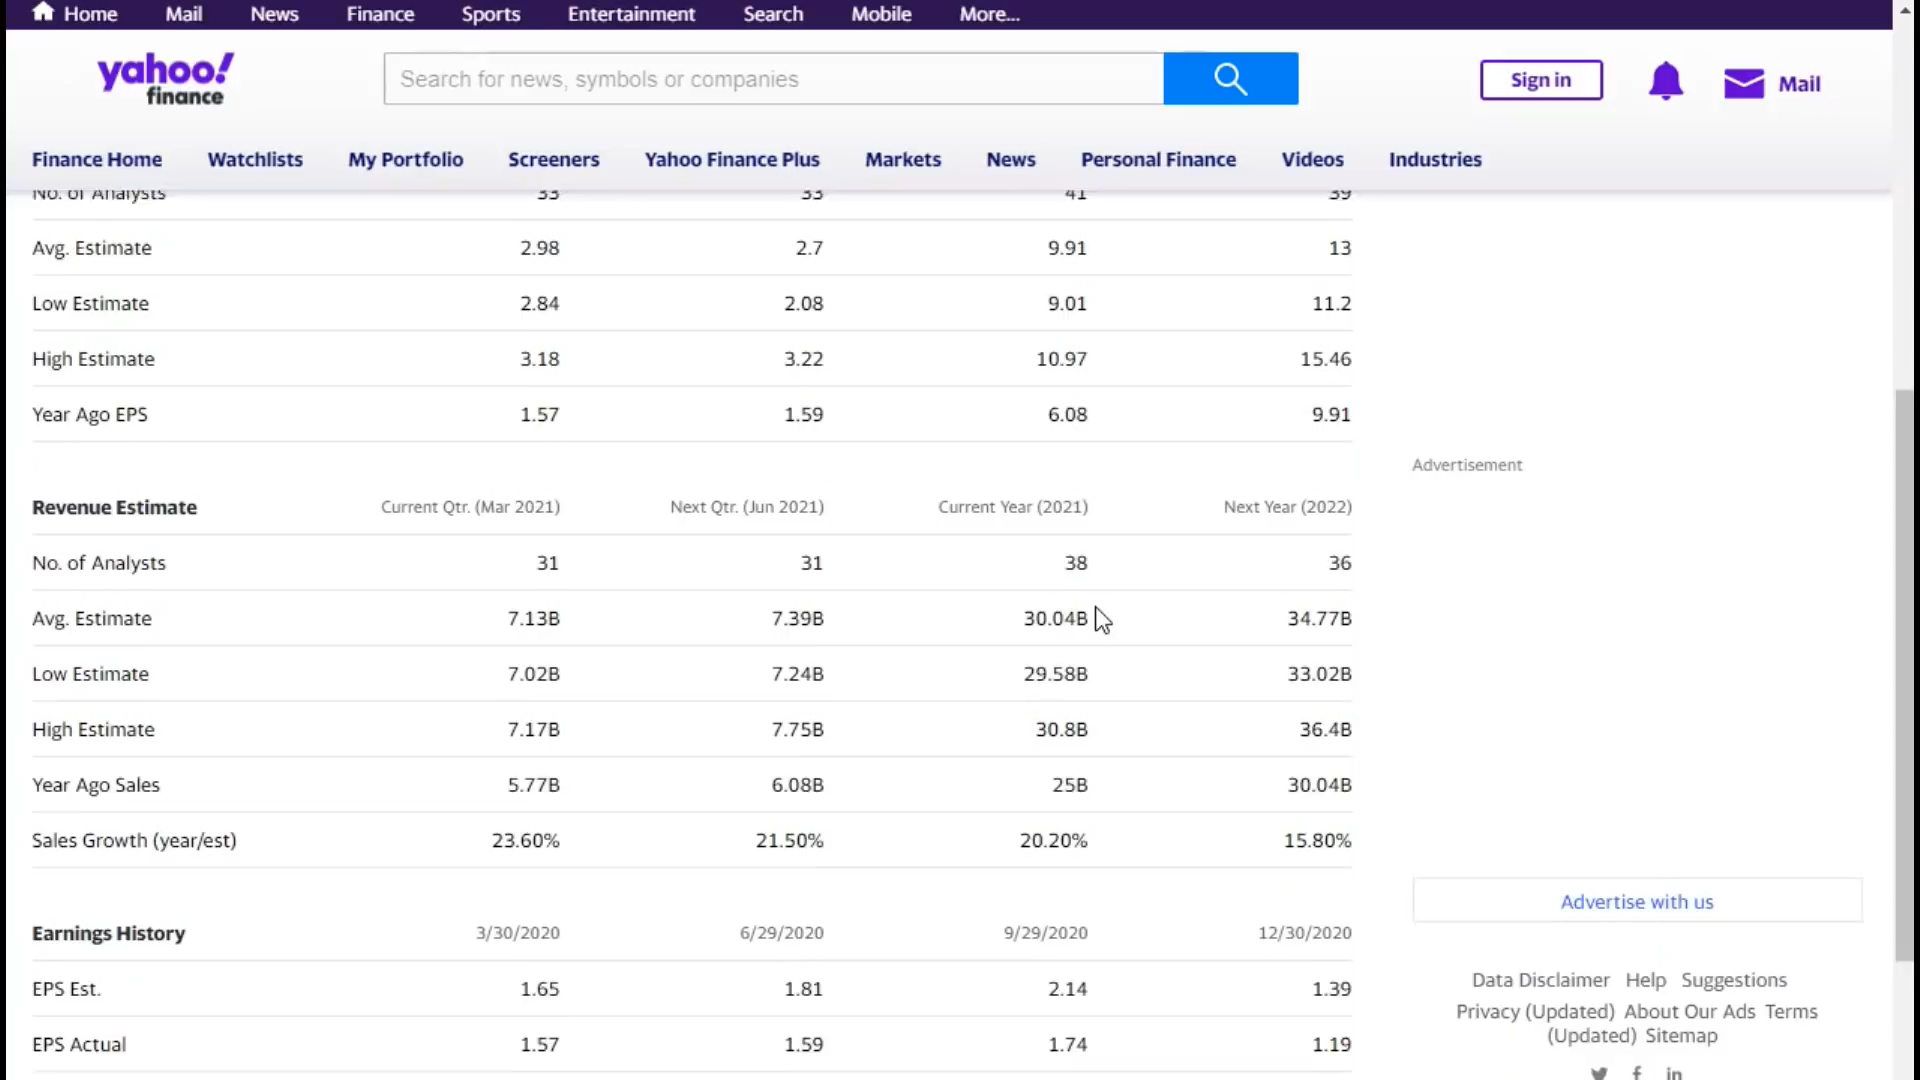 Home Mail News Finance Sports Entertainment Search Mobile More...
yahoo! finance
Search for news, symbols or companies
Sign in
Mail
Finance Home Watchlists My Portfolio Screeners Yahoo Finance Plus Markets News Personal Finance Videos Industries
No. of Analysts 33 33 41 39
Avg. Estimate 2.98 2.7 9.91 13
Low Estimate 2.84 2.08 9.01 11.2
High Estimate 3.18 3.22 10.97 15.46
Year Ago EPS 1.57 1.59 6.08 9.91
Advertisement
Revenue Estimate Current Qtr. (Mar 2021) Next Qtr. (Jun 2021) Current Year (2021) Next Year (2022)
No. of Analysts 31 31 38 36
Avg. Estimate 7.13B 7.39B 30.04B 34.77B
Low Estimate 7.02B 7.24B 29.58B 33.02B
High Estimate 7.17B 7.75B 30.8B 36.4B
Year Ago Sales 5.77B 6.08B 25B 30.04B
Sales Growth (year/est) 23.60% 21.50% 20.20% 15.80%
Advertise with us
Earnings History 3/30/2020 6/29/2020 9/29/2020 12/30/2020
EPS Est. 1.65 1.81 2.14 1.39
EPS Actual 1.57 1.59 1.74 1.19
Data Disclaimer Help Suggestions
Privacy (Updated) About Our Ads Terms
(Updated) Sitemap